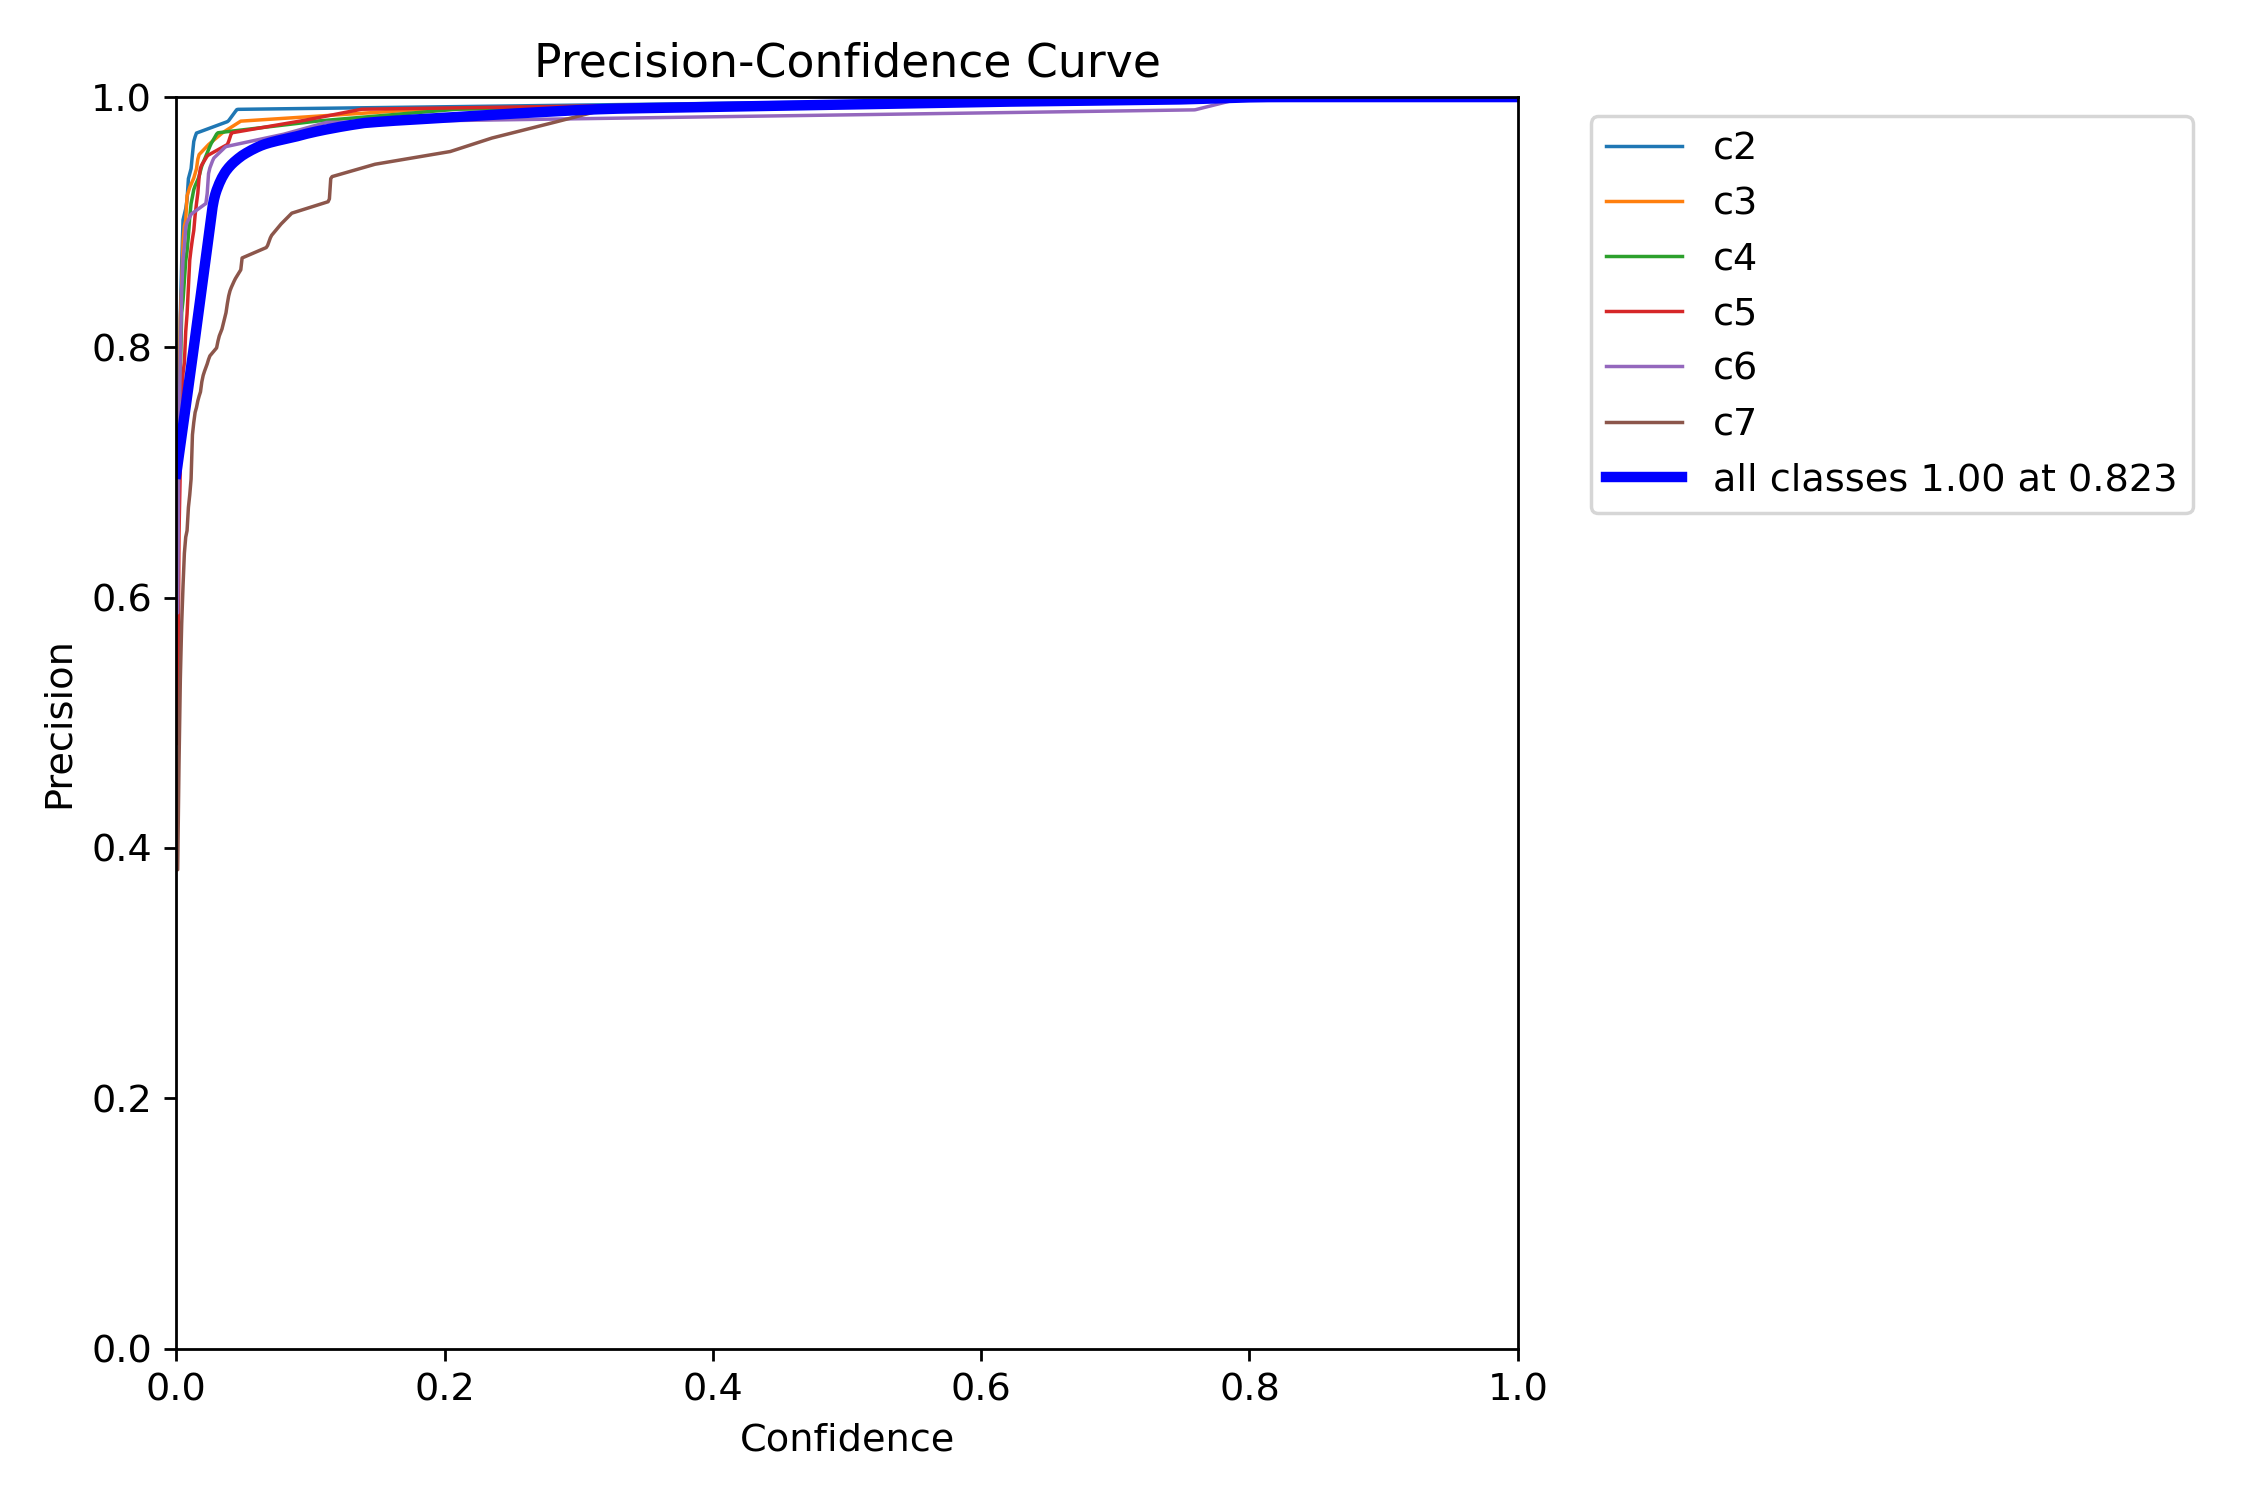 Precision-Confidence Curve
1.0
0.8
0.6
0.4
0.2
0.0
Precision
0.0 0.2 0.4 0.6 0.8 1.0
Confidence
c2
c3
c4
c5
c6
c7
all classes 1.00 at 0.823